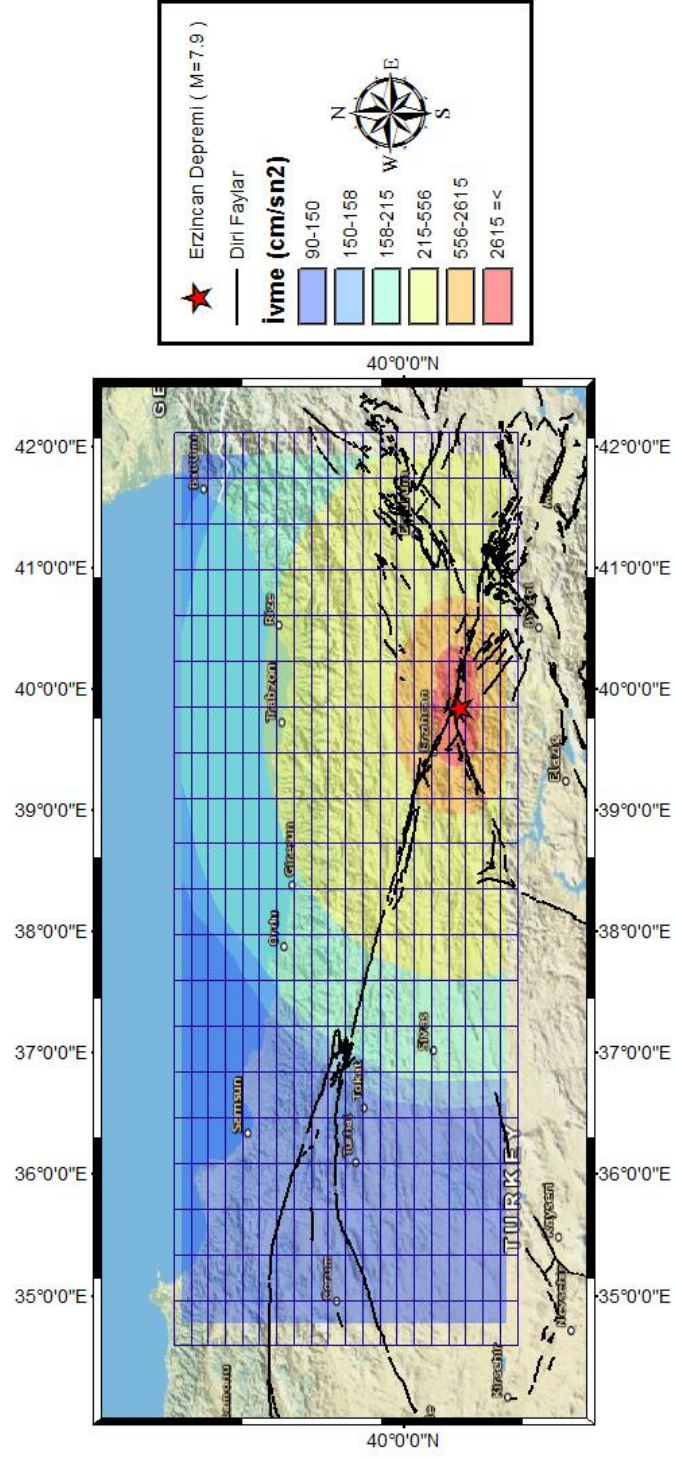 Erzincan Depremi ( M=7.9 )
Diri Faylar
ivme (cm/sn2)
90-150
150-158
158-215
215-556
556-2615
2615 =<
N
E
S
W
35°0'0"E
36°0'0"E
37°0'0"E
38°0'0"E
39°0'0"E
40°0'0"E
41°0'0"E
42°0'0"E
40°0'0"N
40°0'0"N
35°0'0"E
36°0'0"E
37°0'0"E
38°0'0"E
39°0'0"E
40°0'0"E
41°0'0"E
42°0'0"E
GE
Samsun
Ordu
Giresun
Trabzon
Rize
Batumi
Çorum
Turhal
Tokat
Sivas
Erzincan
TURKEY
Kirsehir
Nevsehir
Kayseri
Elazig